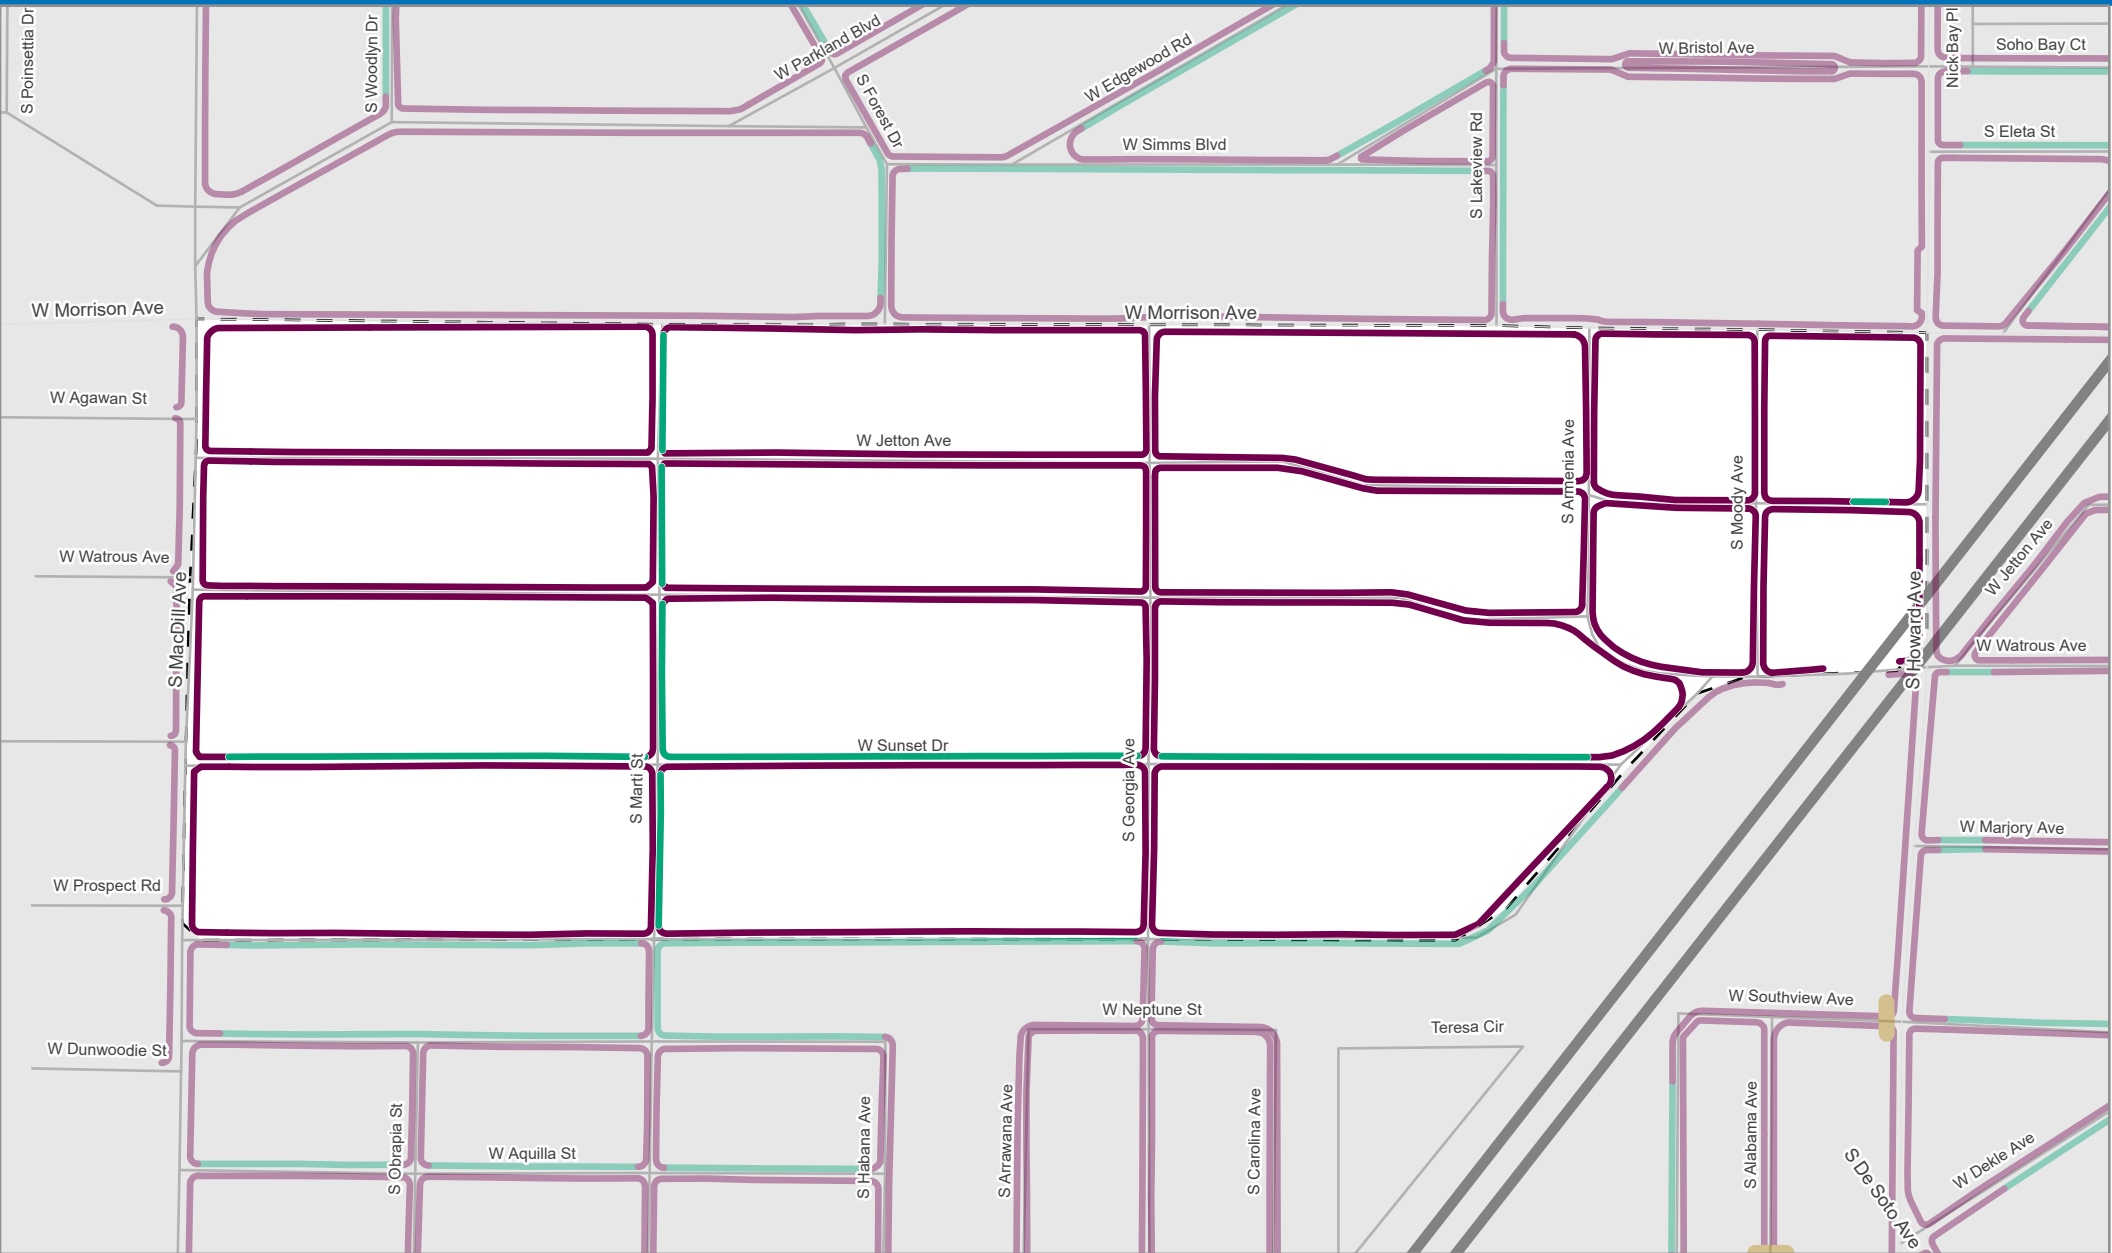 S Poinsettia Dr
S Woodlyn Dr
W Parkland Blvd
S Forest Dr
W Edgewood Rd
W Simms Blvd
S Lakeview Rd
W Bristol Ave
Nick Bay Pl
Soho Bay Ct
S Eleta St
W Morrison Ave
W Morrison Ave
W Agawan St
W Jetton Ave
S Armenia Ave
S Moody Ave
W Watrous Ave
S MacDill Ave
W Jetton Ave
S Howard Ave
W Watrous Ave
W Sunset Dr
S Marti St
S Georgia Ave
W Marjory Ave
W Prospect Rd
W Southview Ave
W Neptune St
Teresa Cir
W Dunwoodie St
S Obrapia St
W Aquilla St
S Habana Ave
S Arrawana Ave
S Carolina Ave
S Alabama Ave
S De Soto Ave
W Dekle Ave